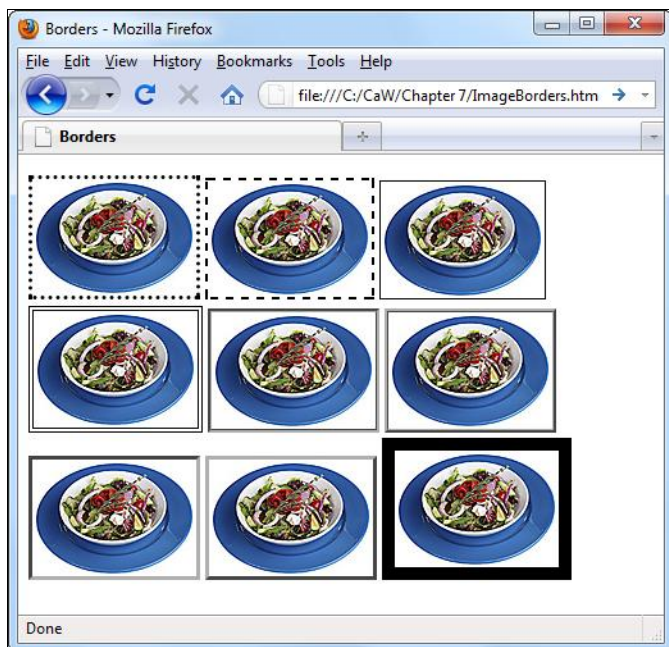 Borders - Mozilla Firefox
File Edit View History Bookmarks Tools Help
file:///C:/CaW/Chapter 7/ImageBorders.htm
Borders
Done